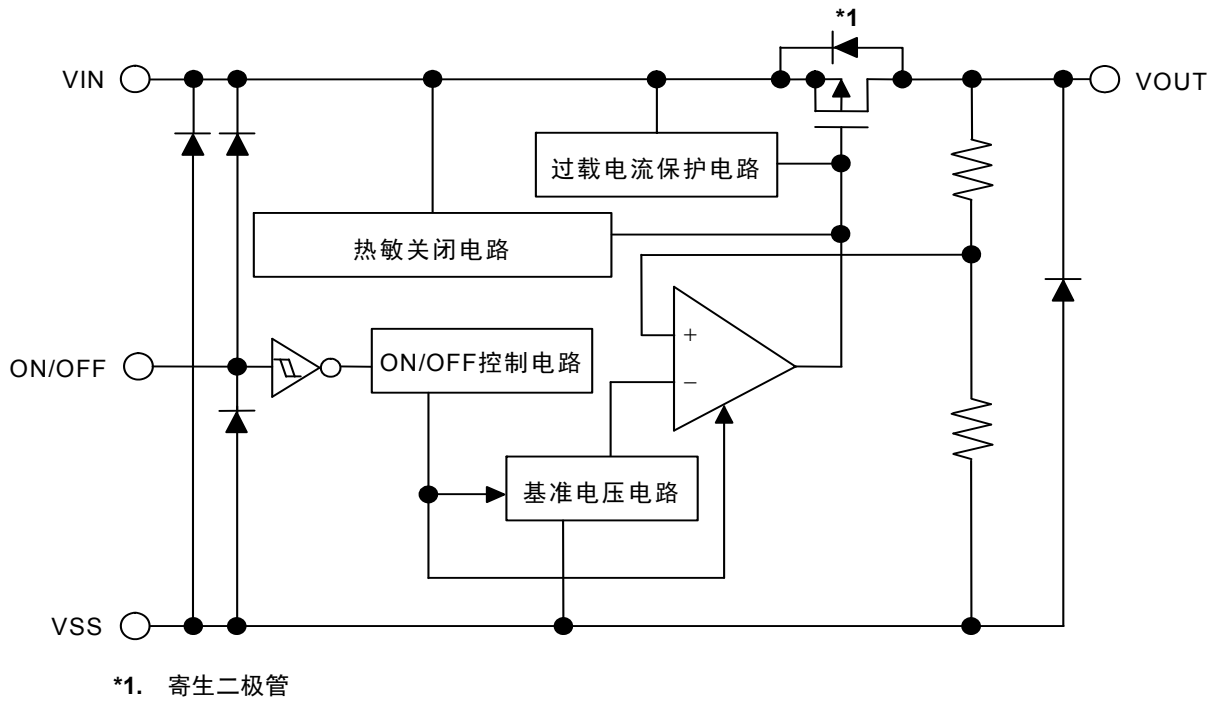 *1
VIN
VOUT
过载电流保护电路
热敏关闭电路
+
ON/OFF
ON/OFF控制电路
−
基准电压电路
VSS
*1. 寄生二极管